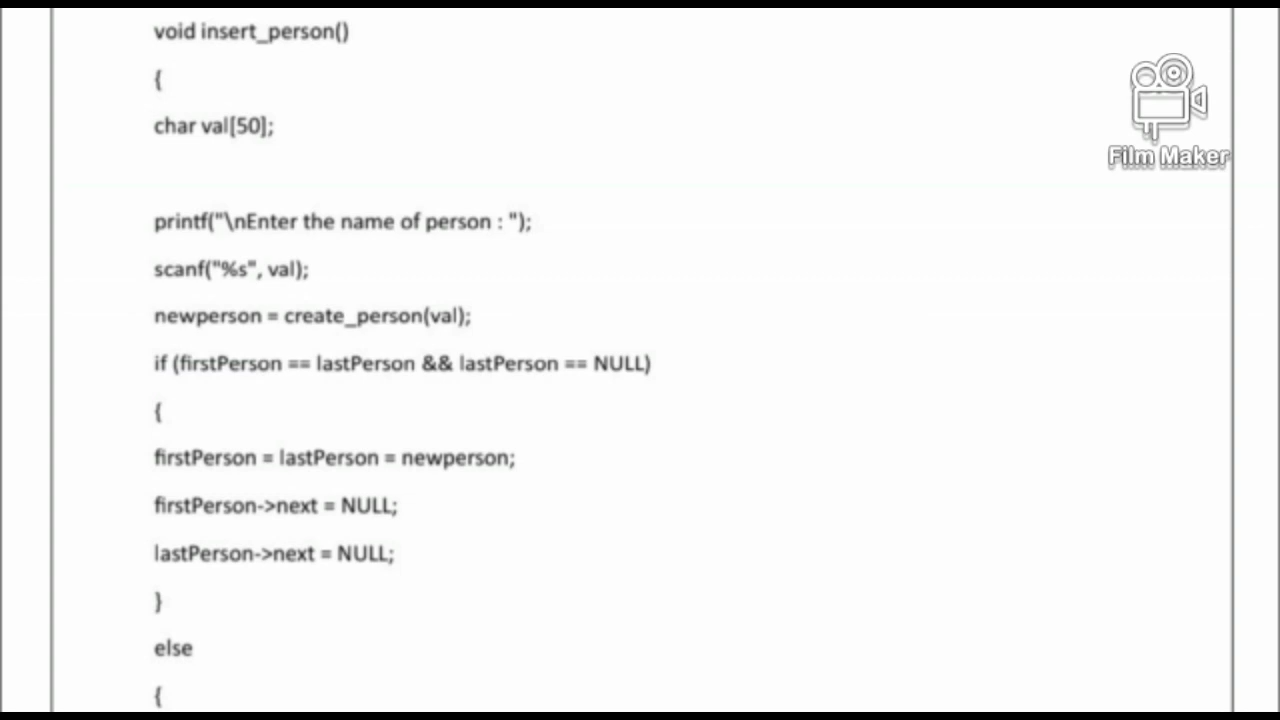 void insert_person()
{
char val[50];
Film Maker
printf("\nEnter the name of person : ");
scanf("%s", val);
newperson = create_person(val);
if (firstPerson == lastPerson && lastPerson == NULL)
{
firstPerson = lastPerson = newperson;
firstPerson->next = NULL;
lastPerson->next = NULL;
}
else
{